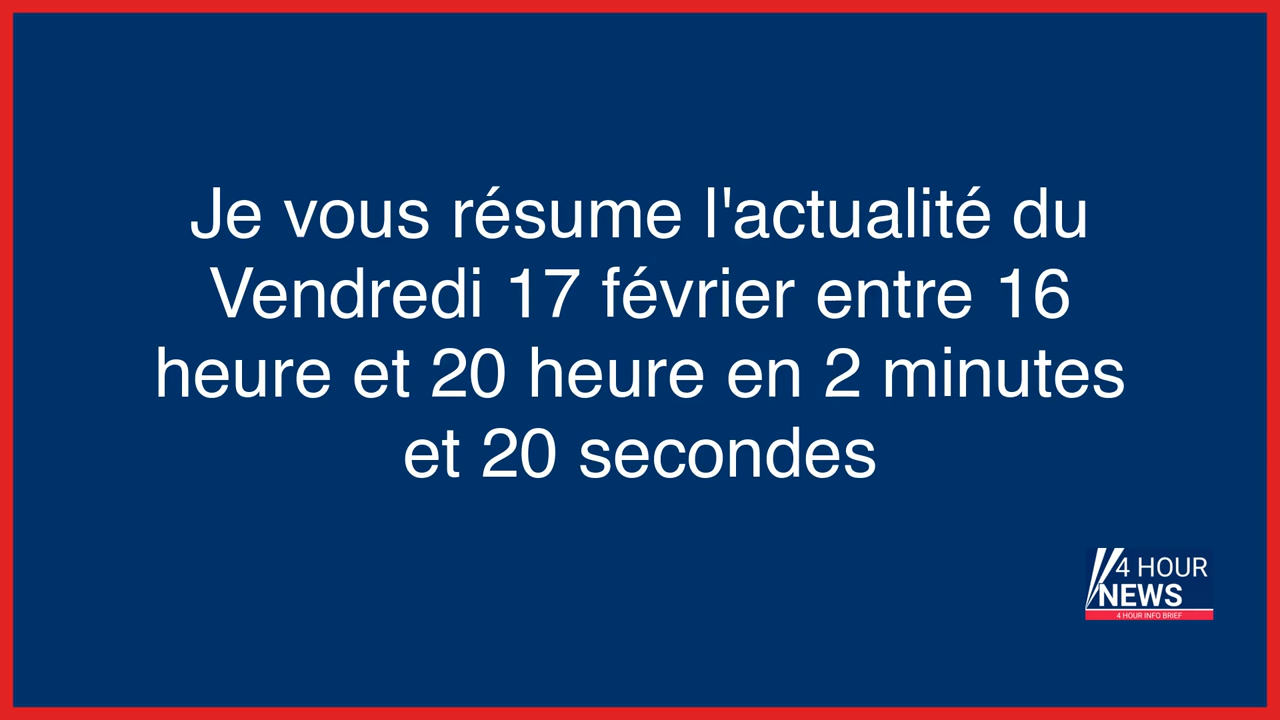 Je vous résume l'actualité du
Vendredi 17 février entre 16
heure et 20 heure en 2 minutes
et 20 secondes
4 HOUR
NEWS
4 HOUR INFO BRIEF